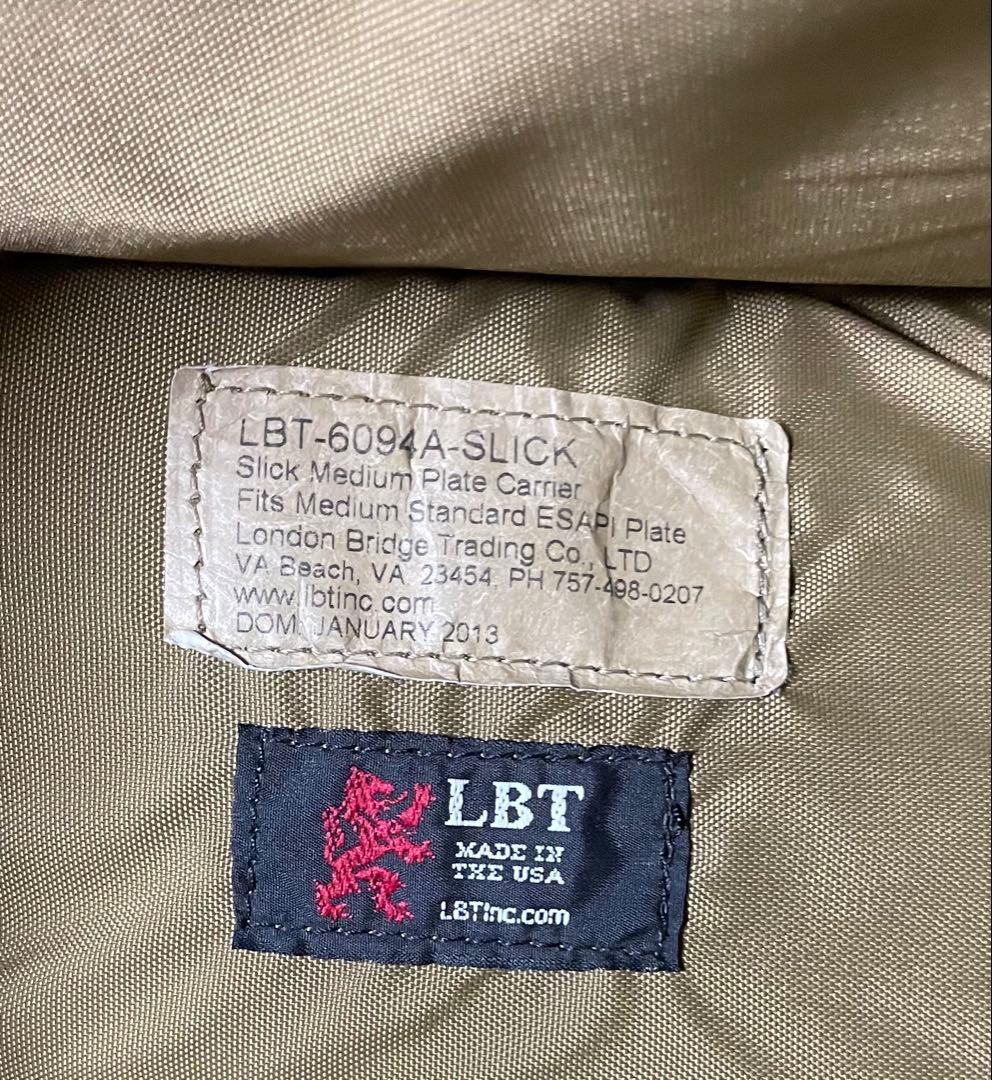 LBT-6094A-SLICK
Slick Medium Plate Carrier
Fits Medium Standard ESAPI Plate
London Bridge Trading Co., LTD
VA Beach, VA 23454, PH 757-498-0207
www.lbtinc.com
DOM: JANUARY 2013
LBT
MADE IN
THE USA
LBTInc.com